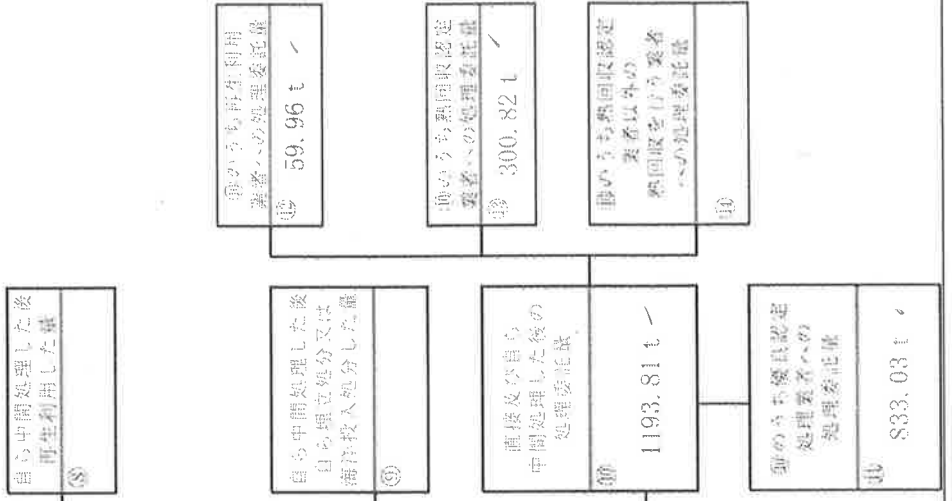 自ら中間処理した後
再生利用した量
⑧
自ら中間処理した後
自ら埋立処分又は
海洋投入処分した量
⑨
直接及び自ら
中間処理した後の
処理委託量
⑩
1193.81 t
⑩のうち優良認定
処理業者への
処理委託量
⑪
833.03 t
⑩のうち再生利用
業者への処理委託量
⑫
59.96 t
⑩のうち熱回収認定
業者への処理委託量
⑬
300.82 t
⑩のうち熱回収認定
業者以外の
熱回収を行う業者
への処理委託量
⑭